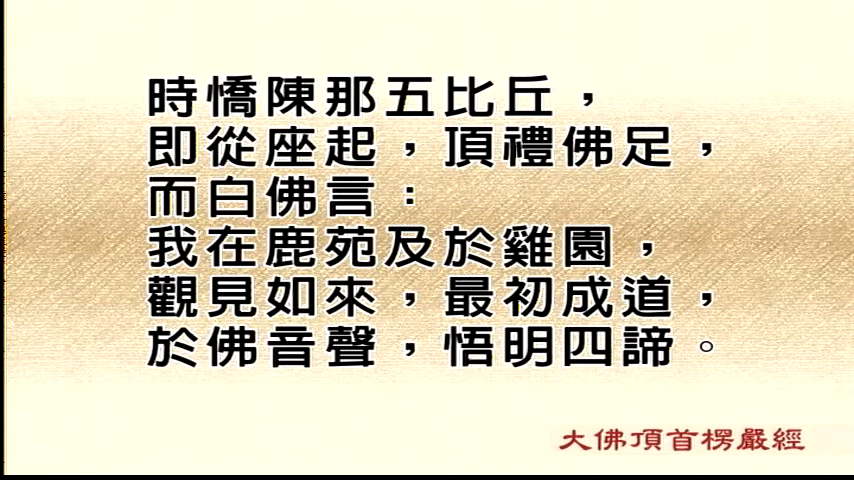 時憍陳那五比丘，
即從座起，頂禮佛足，
而白佛言：
我在鹿苑及於雞園，
觀見如來，最初成道，
於佛音聲，悟明四諦。
大佛頂首楞嚴經